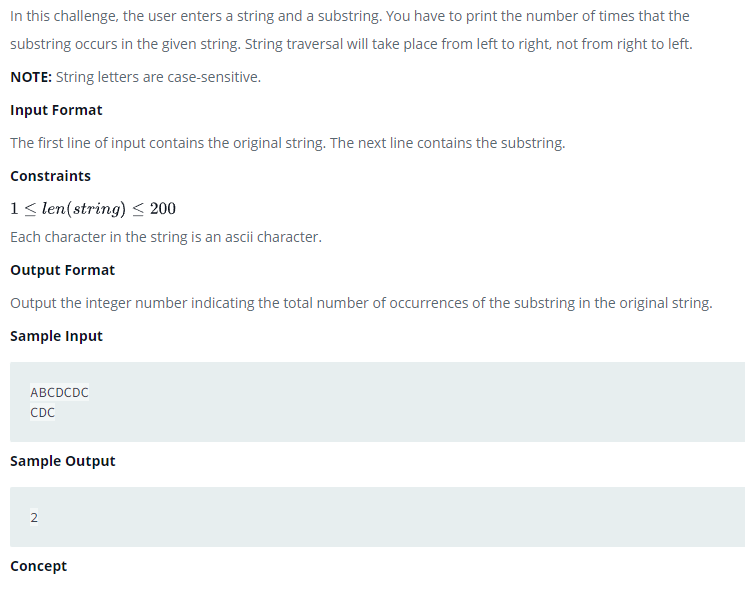 In this challenge, the user enters a string and a substring. You have to print the number of times that the
substring occurs in the given string. String traversal will take place from left to right, not from right to left.
NOTE: String letters are case-sensitive.
Input Format
The first line of input contains the original string. The next line contains the substring.
Constraints
1 ≤ len(string) ≤ 200
Each character in the string is an ascii character.
Output Format
Output the integer number indicating the total number of occurrences of the substring in the original string.
Sample Input
ABCDCDC
CDC
Sample Output
2
Concept